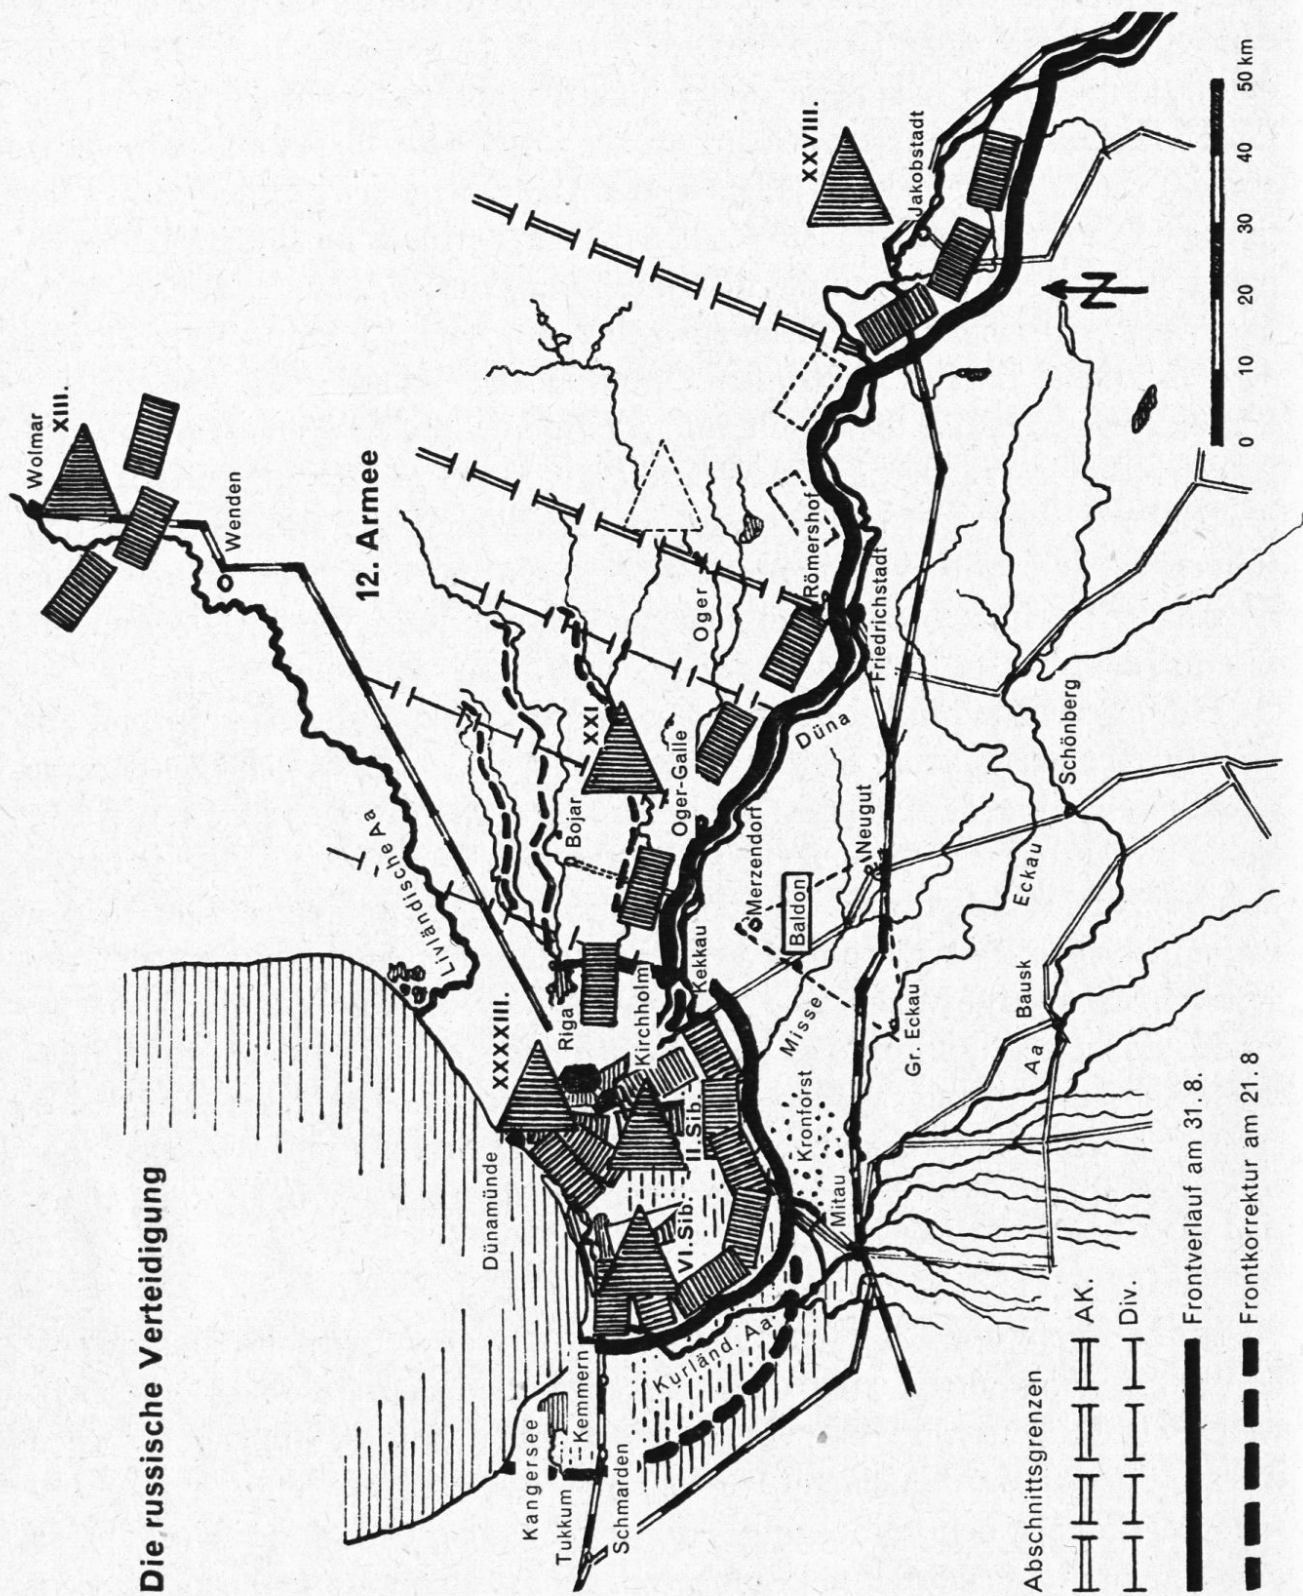 Die russische Verteidigung
Wolmar
XIII.
Wenden
12. Armee
XXVIII.
Jakobstadt
Livländische Aa
Römershof
Friedrichstadt
Oger
XXI
Bojar
Oger-Galle
Düna
XXXXIII.
Riga
Kirchholm
Kekkau
Merzendorf
Baldon
Neugut
Schönberg
Eckau
Misse
Gr. Eckau
Bausk
Aa
Dünamünde
II. Sib.
VI. Sib.
Kronforst
Mitau
Kurländ. Aa
Kangersee
Kemmern
Tukkum
Schmarden
N
0 10 20 30 40 50 km
Abschnittsgrenzen
AK.
Div.
Frontverlauf am 31. 8.
Frontkorrektur am 21. 8